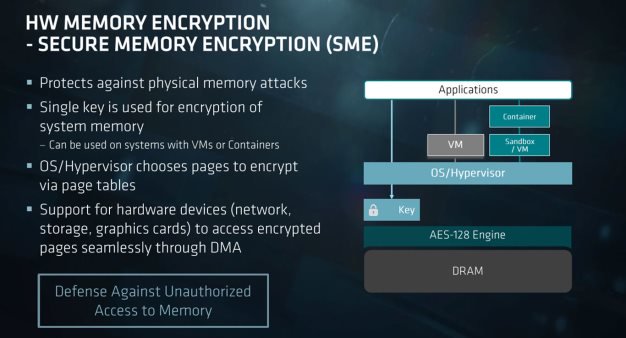 HW MEMORY ENCRYPTION
- SECURE MEMORY ENCRYPTION (SME)
▪ Protects against physical memory attacks
▪ Single key is used for encryption of
system memory
– Can be used on systems with VMs or Containers
▪ OS/Hypervisor chooses pages to encrypt
via page tables
▪ Support for hardware devices (network,
storage, graphics cards) to access encrypted
pages seamlessly through DMA
Defense Against Unauthorized
Access to Memory
Applications
Container
VM
Sandbox
/ VM
OS/Hypervisor
Key
AES-128 Engine
DRAM